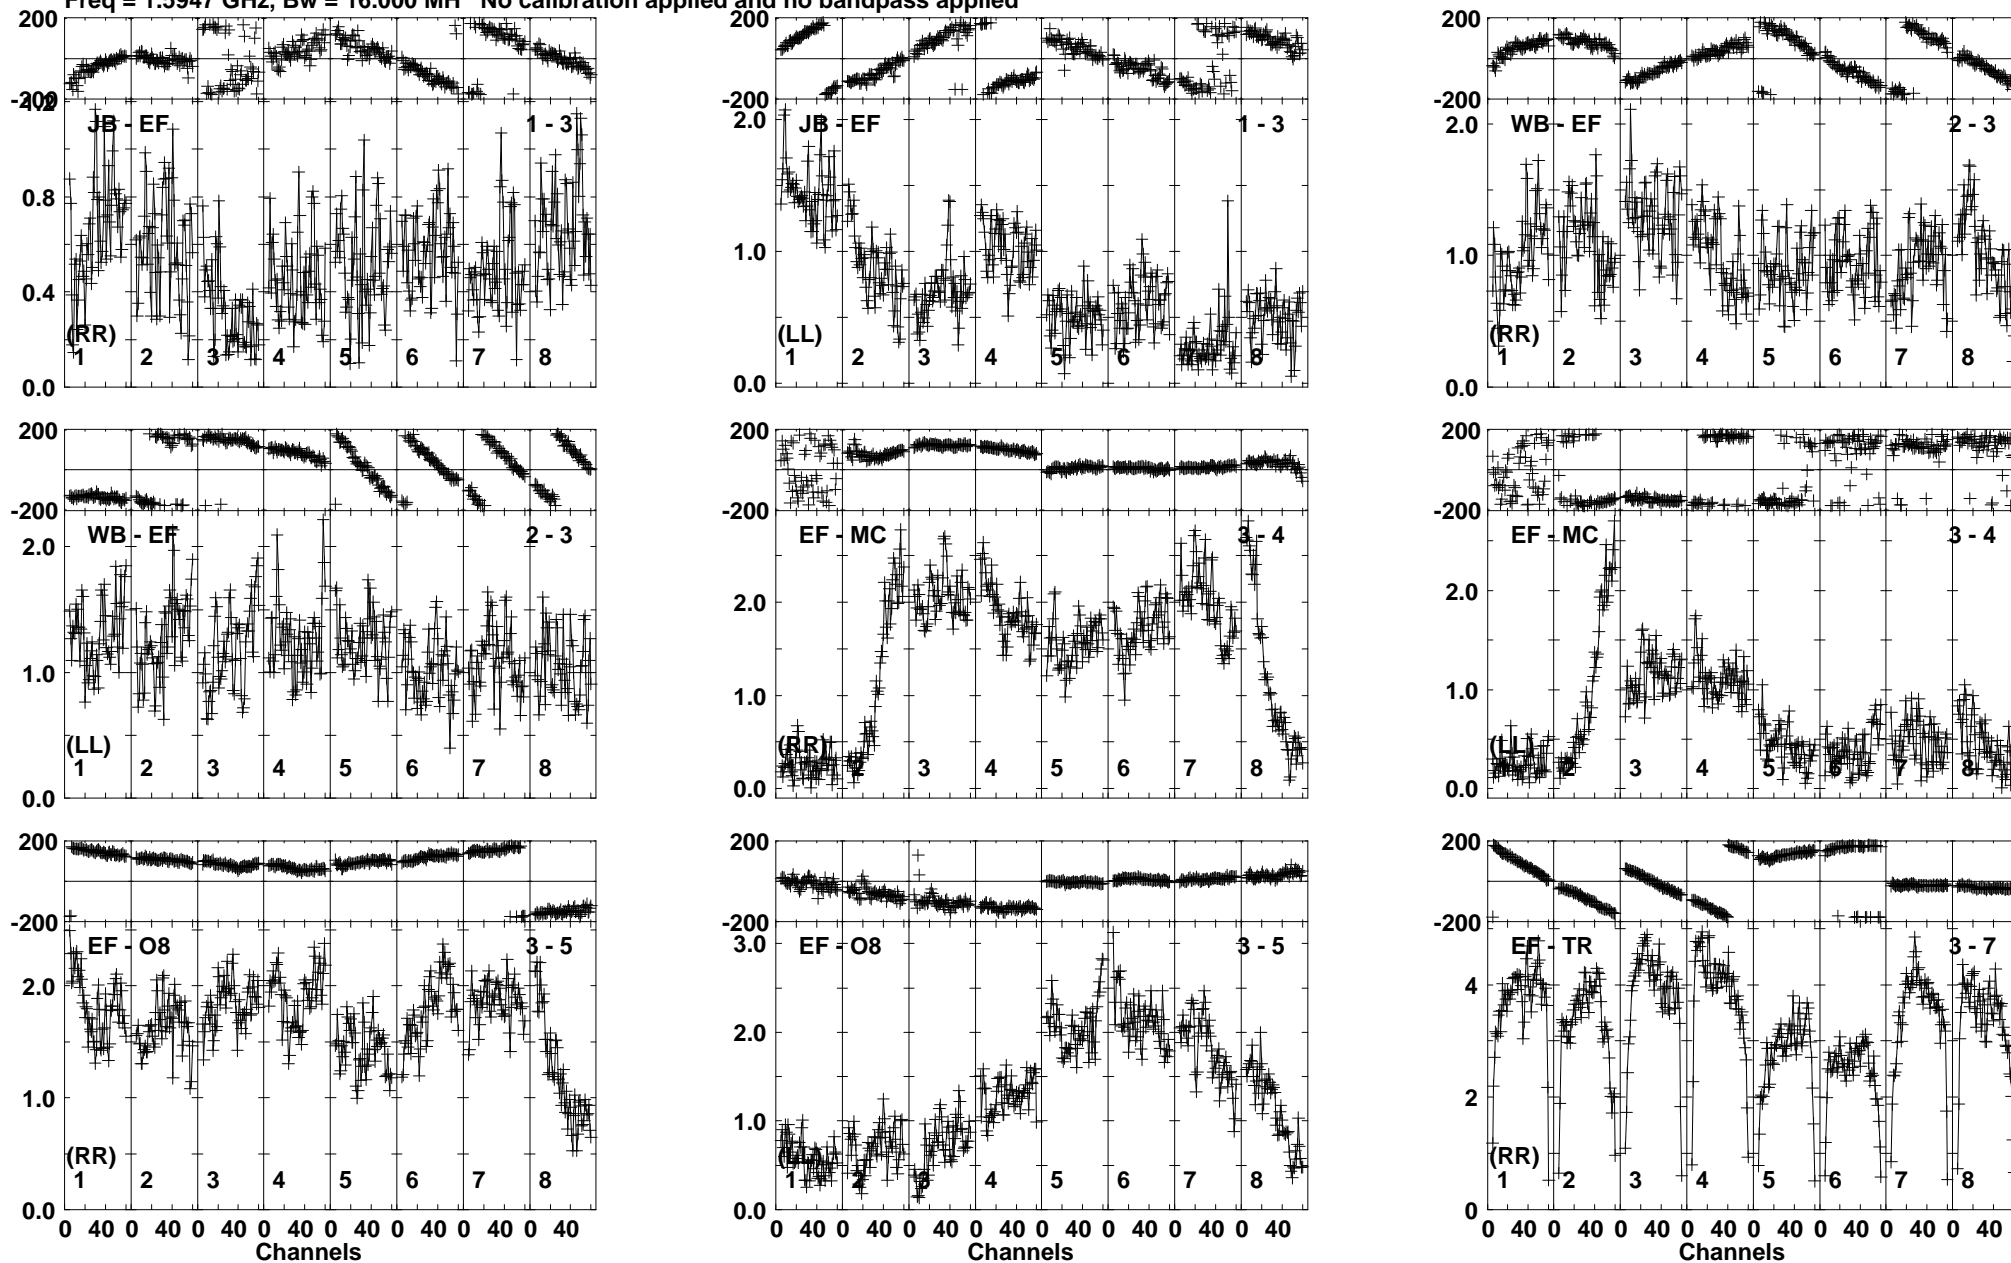 Freq = 1.5947 GHz, Bw = 16.000 MH No calibration applied and no bandpass applied
200 200 200
-200 -200 -200
1.2 JB - EF 1 - 3 2.0 JB - EF 1 - 3 2.0 WB - EF 2 - 3
0.8
1.0 1.0
0.4
(RR) (LL) (RR)
1 2 3 4 5 6 7 8 1 2 3 4 5 6 7 8 1 2 3 4 5 6 7 8
0.0 0.0 0.0
200 200 200
-200 -200 -200
WB - EF 2 - 3 EF - MC 3 - 4 EF - MC 3 - 4
2.0 2.0 2.0
1.0 1.0 1.0
(LL) (RR) (LL)
1 2 3 4 5 6 7 8 1 2 3 4 5 6 7 8 1 2 3 4 5 6 7 8
0.0 0.0 0.0
200 200 200
-200 -200 -200
EF - O8 3 - 5 3.0 EF - O8 3 - 5 EF - TR 3 - 7
2.0 2.0 4
1.0 1.0 2
(RR) (LL) (RR)
1 2 3 4 5 6 7 8 1 2 3 4 5 6 7 8 1 2 3 4 5 6 7 8
0.0 0.0 0
0 40 0 40 0 40 0 40 0 40 0 40 0 40 0 40 0 40 0 40 0 40 0 40 0 40 0 40 0 40 0 40 0 40 0 40 0 40 0 40 0 40 0 40 0 40 0 40
Channels Channels Channels